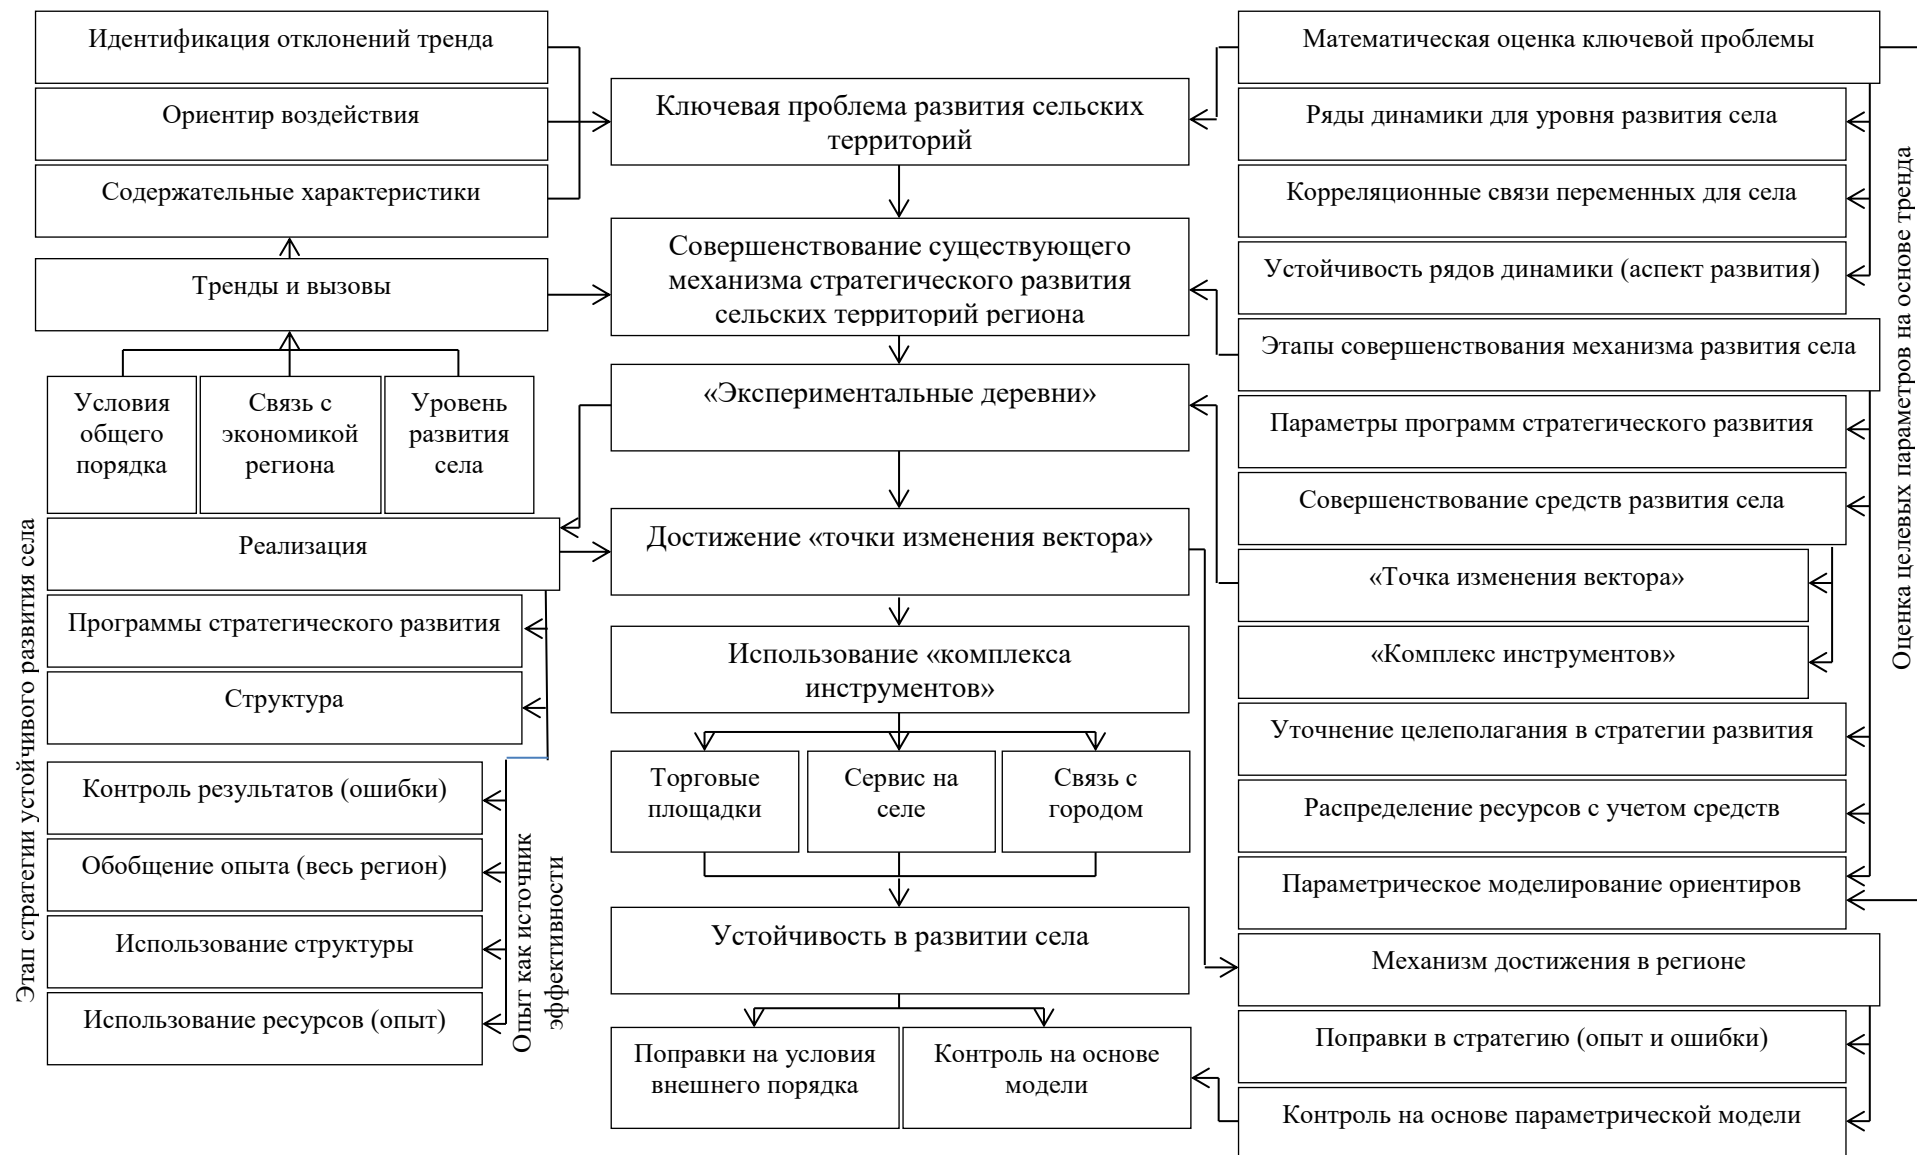 Идентификация отклонений тренда
Ориентир воздействия
Содержательные характеристики
Тренды и вызовы
Условия
общего
порядка
Связь с
экономикой
региона
Уровень
развития
села
Этап стратегии устойчивого развития села
Реализация
Программы стратегического развития
Структура
Контроль результатов (ошибки)
Обобщение опыта (весь регион)
Использование структуры
Использование ресурсов (опыт)
Опыт как источник
эффективности
Ключевая проблема развития сельских
территорий
Совершенствование существующего
механизма стратегического развития
сельских территорий региона
«Экспериментальные деревни»
Достижение «точки изменения вектора»
Использование «комплекса
инструментов»
Торговые
площадки
Сервис на
селе
Связь с
городом
Устойчивость в развитии села
Поправки на условия
внешнего порядка
Контроль на основе
модели
Математическая оценка ключевой проблемы
Ряды динамики для уровня развития села
Корреляционные связи переменных для села
Устойчивость рядов динамики (аспект развития)
Этапы совершенствования механизма развития села
Параметры программ стратегического развития
Совершенствование средств развития села
«Точка изменения вектора»
«Комплекс инструментов»
Уточнение целеполагания в стратегии развития
Распределение ресурсов с учетом средств
Параметрическое моделирование ориентиров
Механизм достижения в регионе
Поправки в стратегию (опыт и ошибки)
Контроль на основе параметрической модели
Оценка целевых параметров на основе тренда